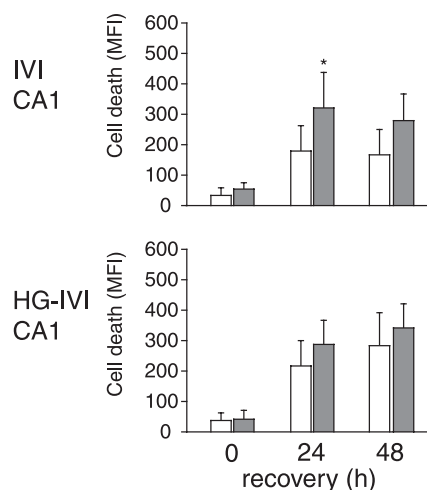 IVI
CA1
Cell death (MFI)
600
500
400
300
200
100
0
*
HG-IVI
CA1
Cell death (MFI)
600
500
400
300
200
100
0
0 24 48
recovery (h)